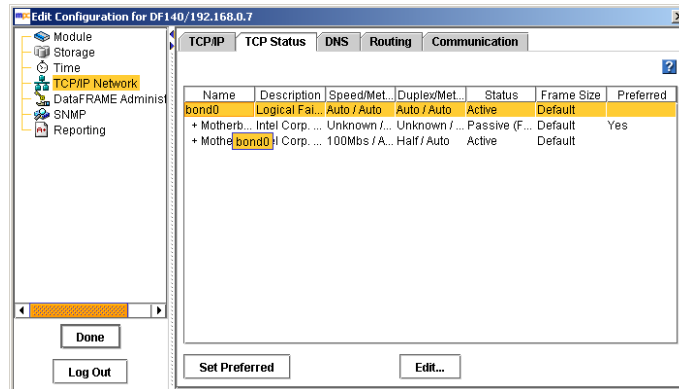 Edit Configuration for DF140/192.168.0.7
Module
Storage
Time
TCP/IP Network
DataFRAME Administ
SNMP
Reporting
Done
Log Out
TCP/IP TCP Status DNS Routing Communication
?
Name Description Speed/Met... Duplex/Met... Status Frame Size Preferred
bond0 Logical Fai... Auto / Auto Auto / Auto Active Default
+ Motherb... Intel Corp. ... Unknown /... Unknown / ... Passive (F... Default Yes
+ Mothe bond0 el Corp. ... 100Mbs / A... Half / Auto Active Default
Set Preferred Edit...